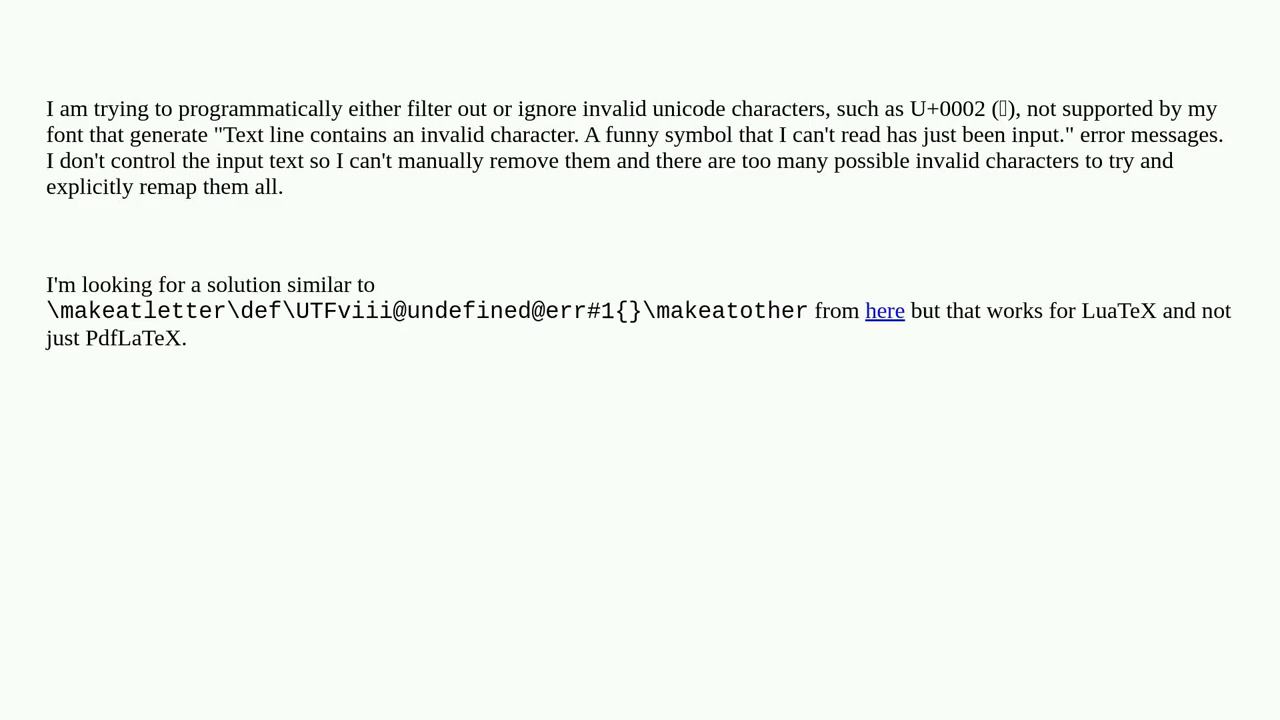 I am trying to programmatically either filter out or ignore invalid unicode characters, such as U+0002 (▯), not supported by my
font that generate "Text line contains an invalid character. A funny symbol that I can't read has just been input." error messages.
I don't control the input text so I can't manually remove them and there are too many possible invalid characters to try and
explicitly remap them all.
I'm looking for a solution similar to
\makeatletter\def\UTFviii@undefined@err#1{}\makeatother from here but that works for LuaTeX and not
just PdfLaTeX.